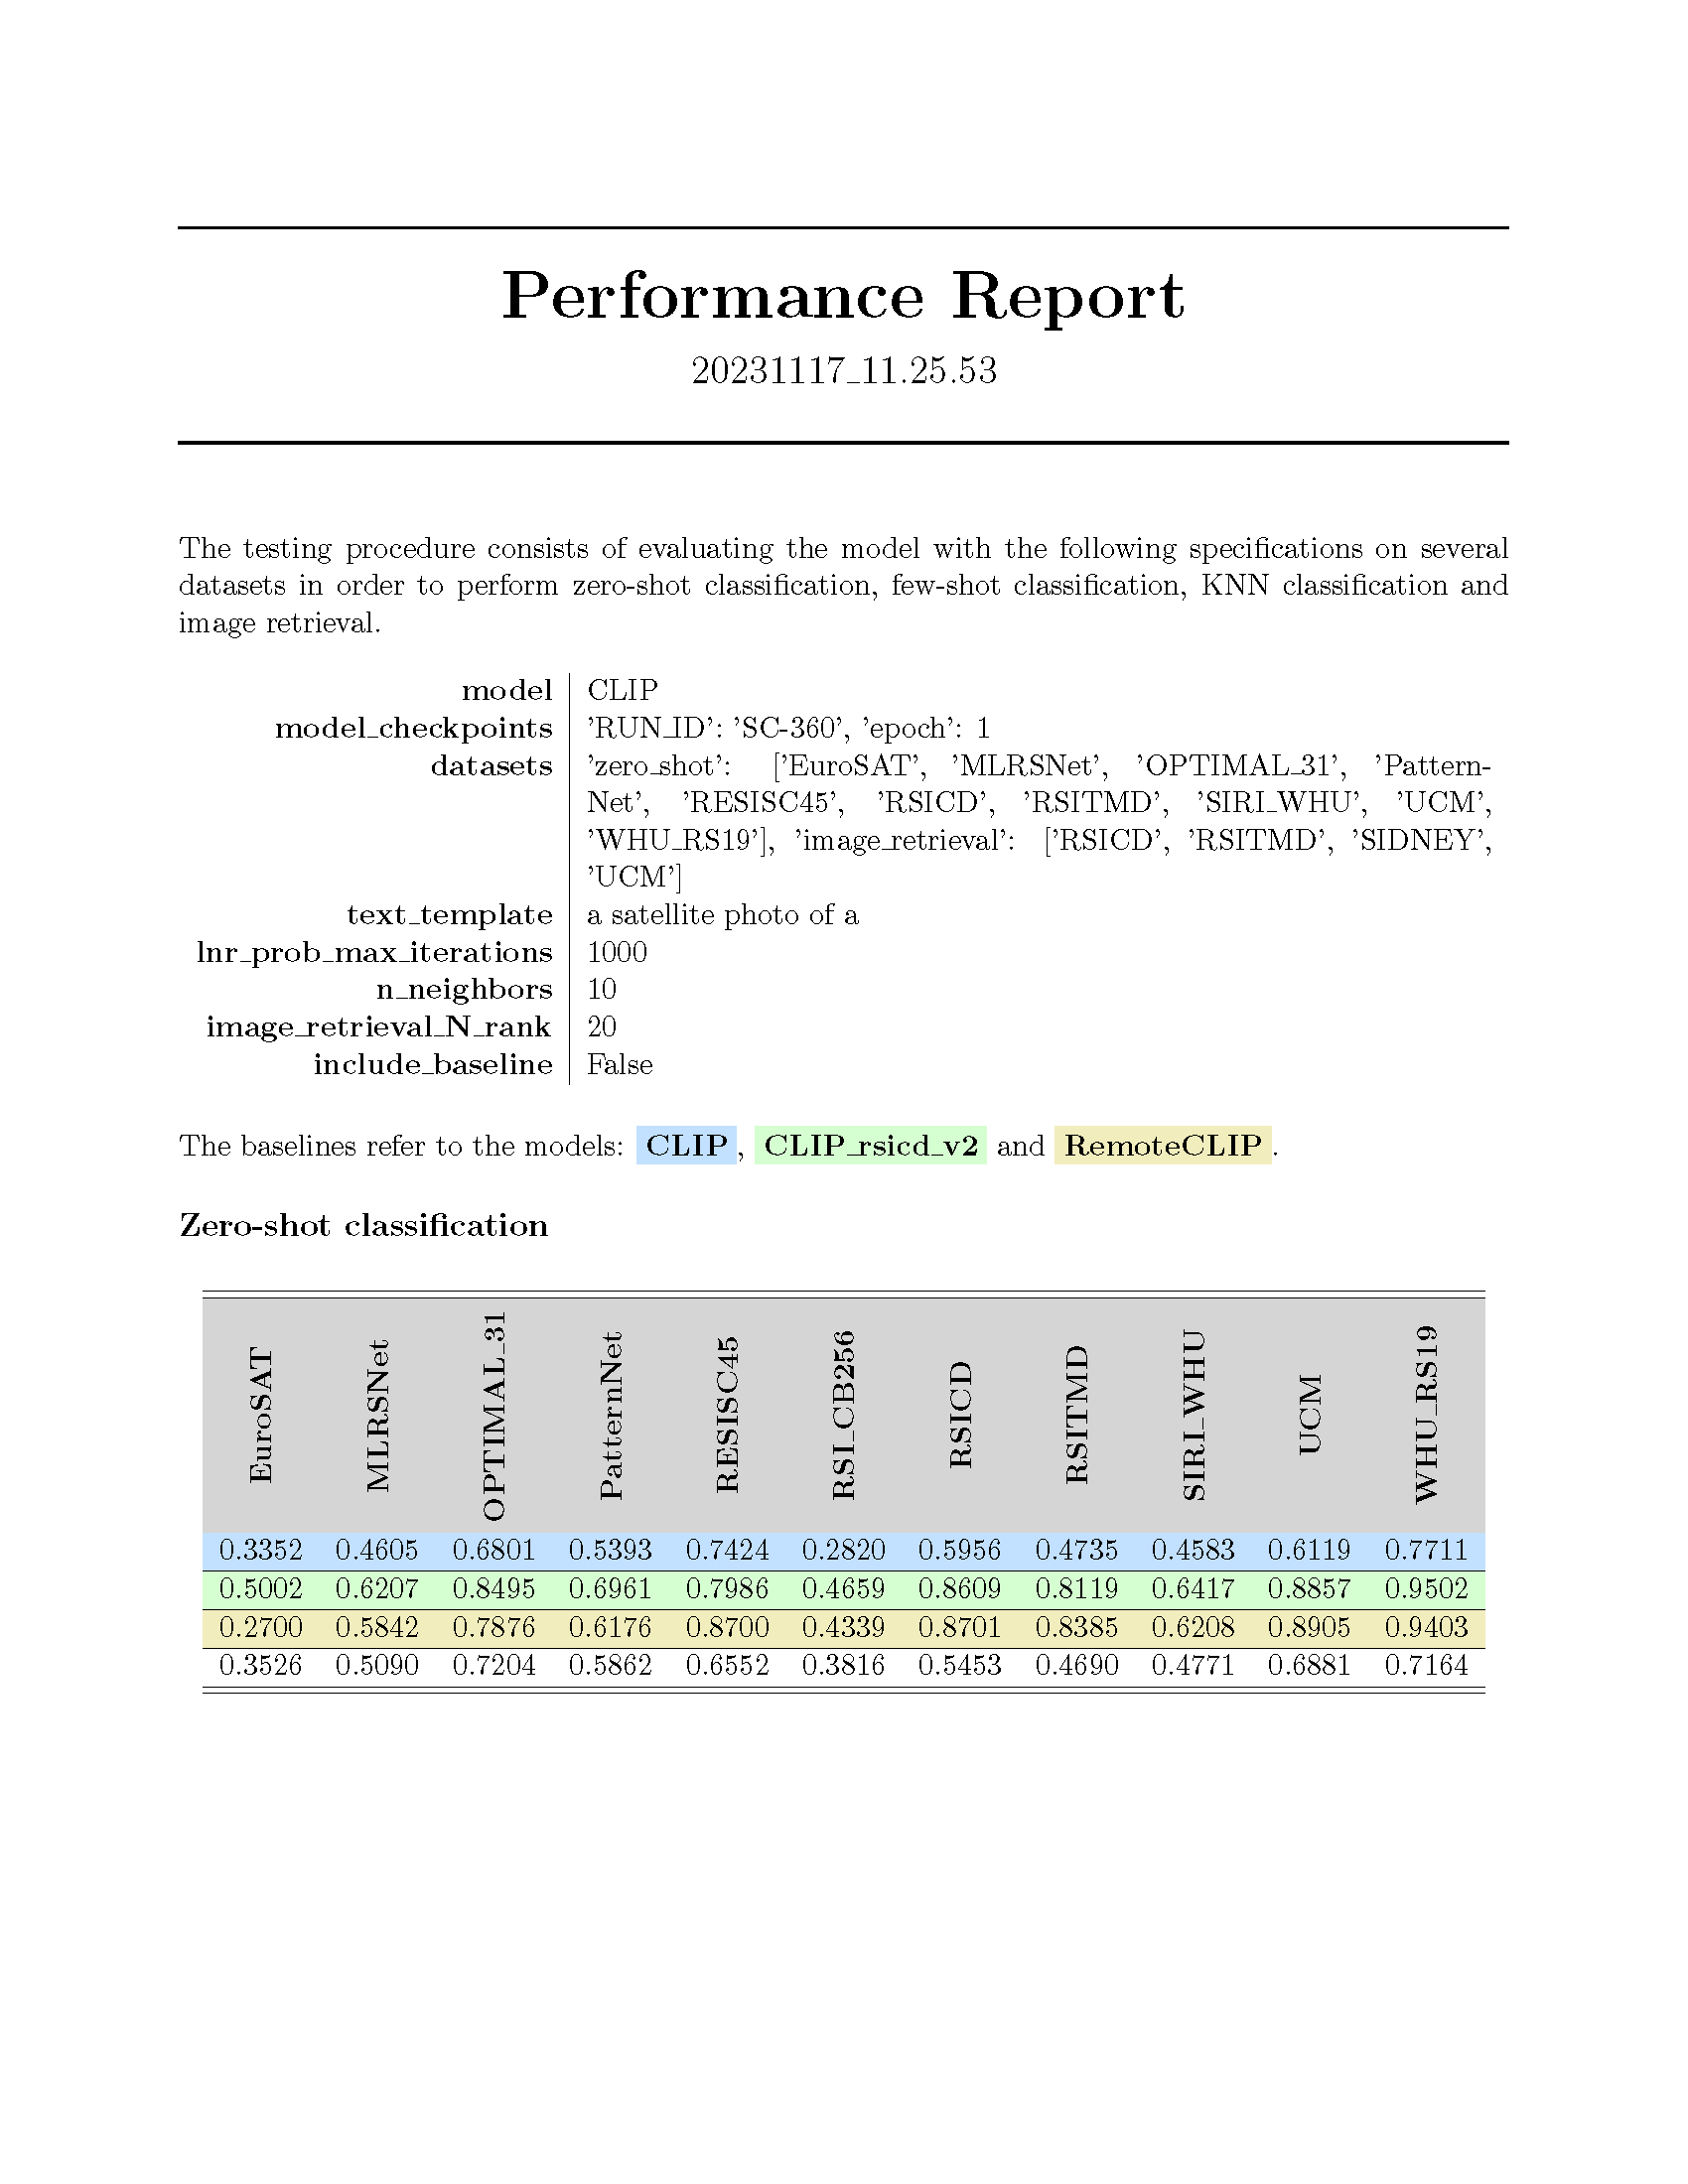 Performance Report
20231117_11.25.53
The testing procedure consists of evaluating the model with the following specifications on several
datasets in order to perform zero-shot classification, few-shot classification, KNN classification and
image retrieval.
model CLIP
model_checkpoints 'RUN_ID': 'SC-360', 'epoch': 1
datasets 'zero_shot': ['EuroSAT', 'MLRSNet', 'OPTIMAL_31', 'Pattern-
Net', 'RESISC45', 'RSICD', 'RSITMD', 'SIRI_WHU', 'UCM',
'WHU_RS19'], 'image_retrieval': ['RSICD', 'RSITMD', 'SIDNEY',
'UCM']
text_template a satellite photo of a
lnr_prob_max_iterations 1000
n_neighbors 10
image_retrieval_N_rank 20
include_baseline False
The baselines refer to the models: CLIP, CLIP_rsicd_v2 and RemoteCLIP.
Zero-shot classification
EuroSAT MLRSNet OPTIMAL_31 PatternNet RESISC45 RSI_CB256 RSICD RSITMD SIRI_WHU UCM WHU_RS19
0.3352 0.4605 0.6801 0.5393 0.7424 0.2820 0.5956 0.4735 0.4583 0.6119 0.7711
0.5002 0.6207 0.8495 0.6961 0.7986 0.4659 0.8609 0.8119 0.6417 0.8857 0.9502
0.2700 0.5842 0.7876 0.6176 0.8700 0.4339 0.8701 0.8385 0.6208 0.8905 0.9403
0.3526 0.5090 0.7204 0.5862 0.6552 0.3816 0.5453 0.4690 0.4771 0.6881 0.7164